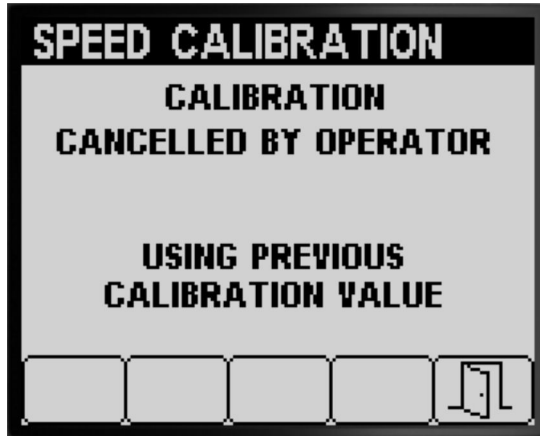 SPEED CALIBRATION
CALIBRATION
CANCELLED BY OPERATOR
USING PREVIOUS
CALIBRATION VALUE